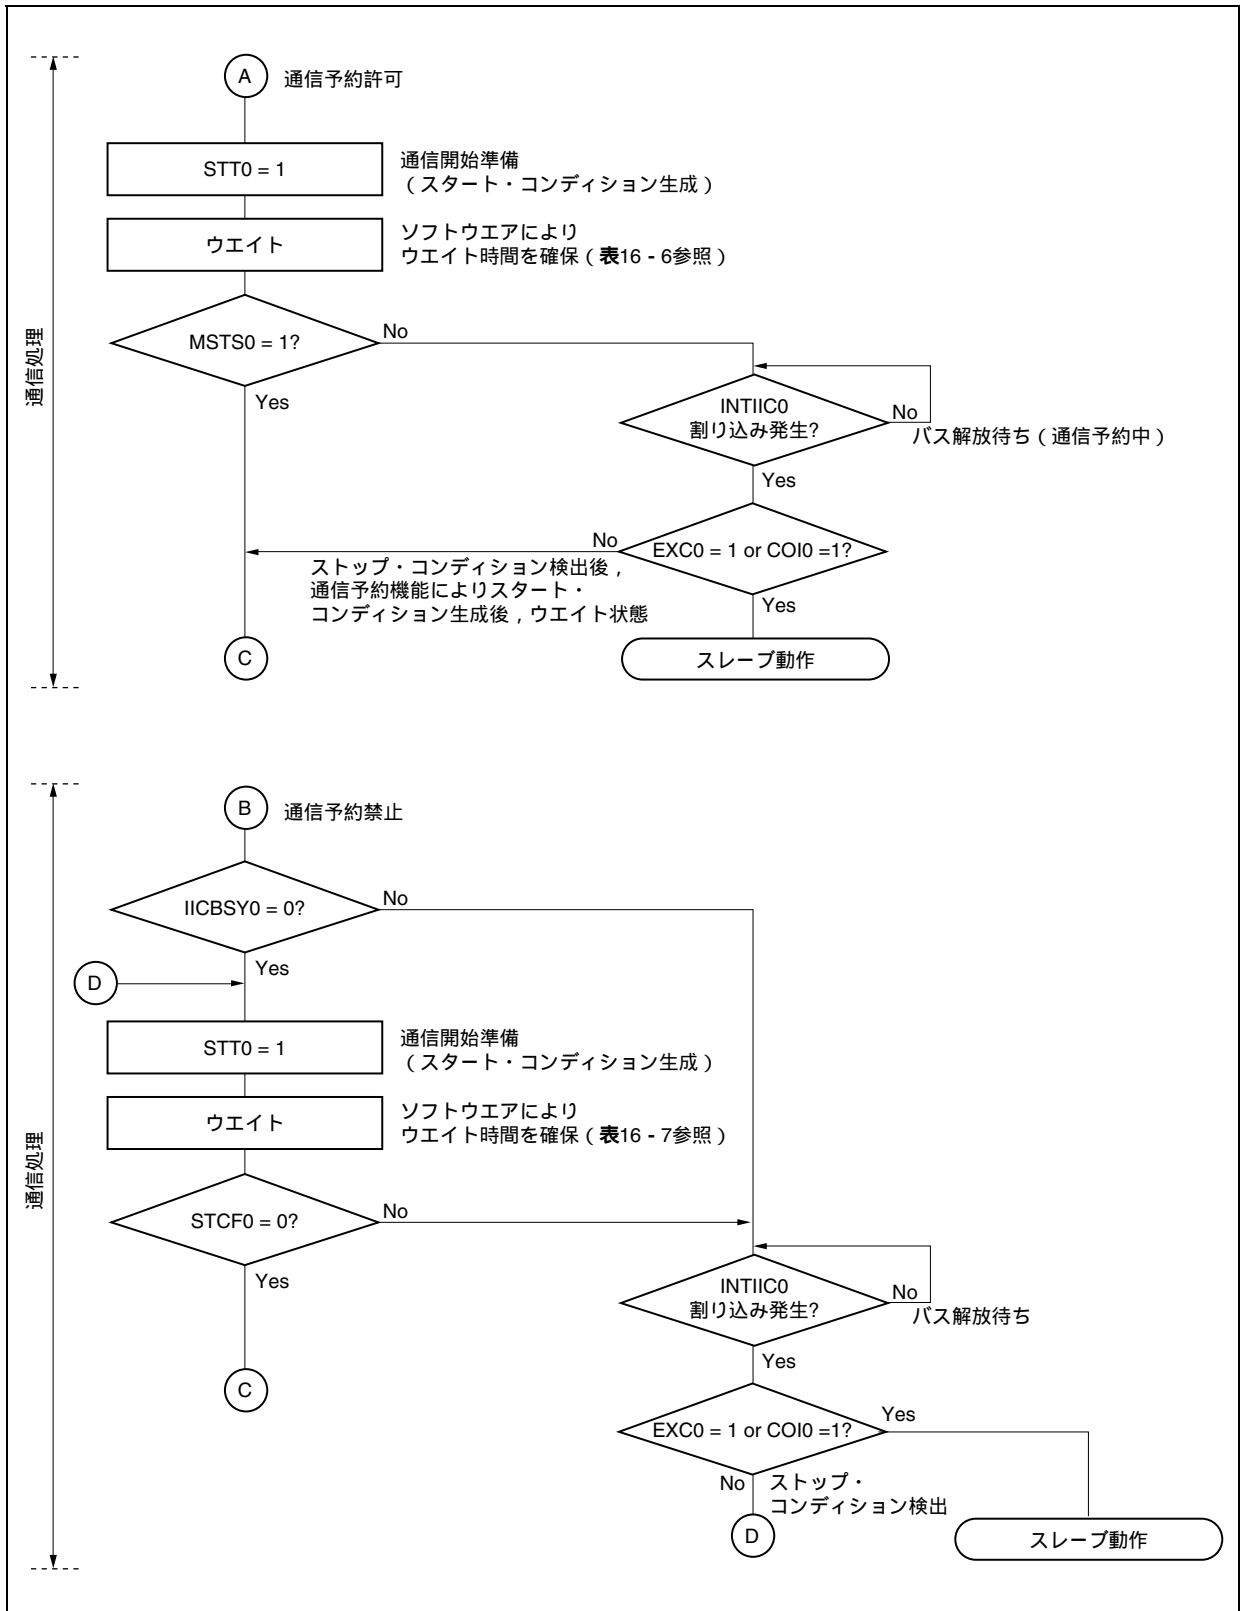 A 通信予約許可
STT0 = 1
通信開始準備
（スタート・コンディション生成）
ウエイト
ソフトウエアにより
ウエイト時間を確保（表16 - 6参照）
MSTS0 = 1?
No
Yes
INTIIC0
割り込み発生?
No
バス解放待ち（通信予約中）
Yes
EXC0 = 1 or COI0 =1?
No
ストップ・コンディション検出後，
通信予約機能によりスタート・
コンディション生成後，ウエイト状態
Yes
C
スレーブ動作
通信処理
B 通信予約禁止
IICBSY0 = 0?
No
Yes
D
STT0 = 1
通信開始準備
（スタート・コンディション生成）
ウエイト
ソフトウエアにより
ウエイト時間を確保（表16 - 7参照）
STCF0 = 0?
No
Yes
INTIIC0
割り込み発生?
No
バス解放待ち
Yes
C
EXC0 = 1 or COI0 =1?
Yes
No
ストップ・
コンディション検出
D
スレーブ動作
通信処理